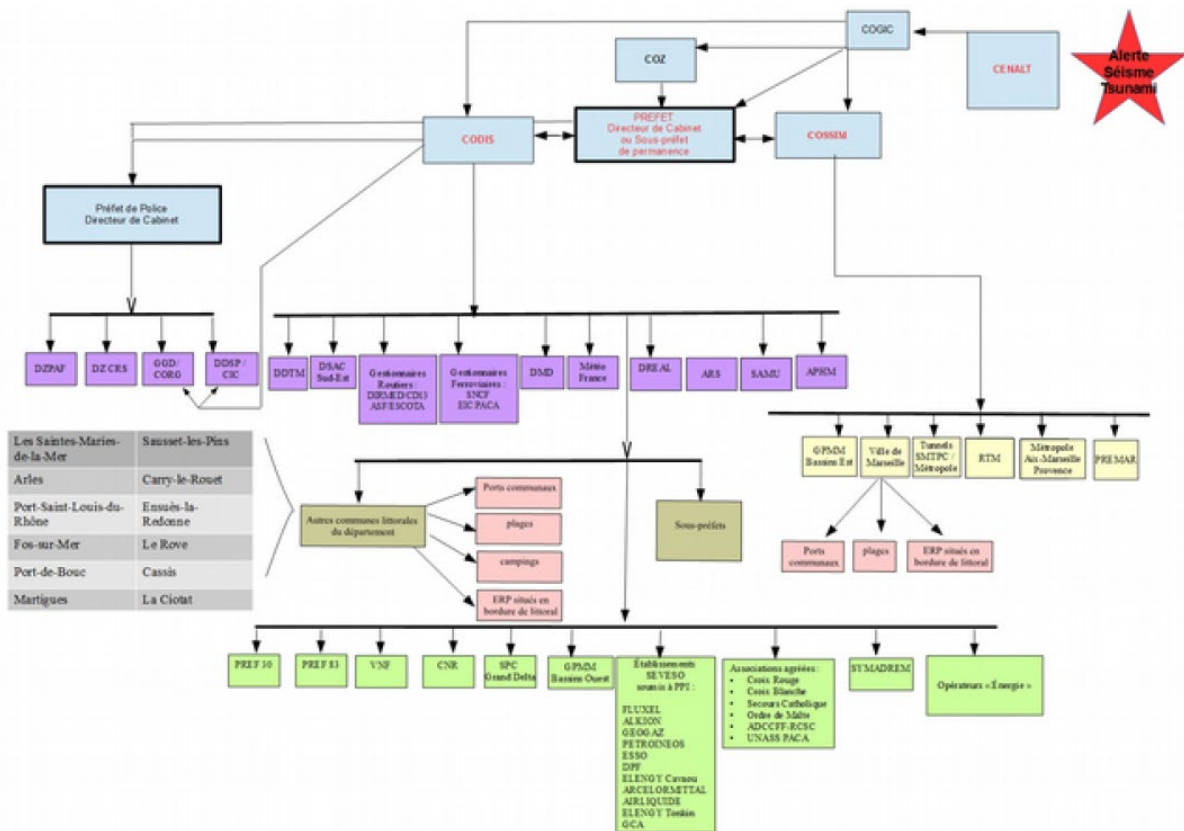 COGIC
COZ
CENALT
Alerte
Séisme
Tsunami
PREFET
Directeur de Cabinet
ou Sous-préfet
de permanence
CODIS
COSSIM
Préfet de Police
Directeur de Cabinet
DZPAF
DZ CRS
GGD/
CORG
DDSP /
CIC
DDTM
DSAC
Sud-Est
Gestionnaires
Routiers :
DIRMED CD13
ASF/ESCOTA
Gestionnaires
Ferroviaires :
SNCF
EIC PACA
DMD
Météo
France
DREAL
ARS
SAMU
APHM
Les Saintes-Maries-
de-la-Mer
Sausset-les-Pins
Arles
Carry-le-Rouet
Port-Saint-Louis-du-
Rhône
Ensuès-la-
Redonne
Fos-sur-Mer
Le Rove
Port-de-Bouc
Cassis
Martigues
La Ciotat
Autres communes littorales
du département
Ports communaux
plages
campings
ERP situés en
bordure de littoral
Sous-préfets
GPMM
Bassins Est
Ville de
Marseille
Tunnels
SMTPC /
Métropole
RTM
Métropole
Aix-Marseille
Provence
PREMAR
Ports
communaux
plages
ERP situés en
bordure de littoral
PREF 30
PREF 83
VNF
CNR
SPC
Grand Delta
GPMM
Bassins Ouest
Établissements
SEVESO
soumis à PPI :
FLUXEL
ALKION
GEOGAZ
PETROINEOS
ESSO
DPF
ELENGY Cavaou
ARCELORMITTAL
AIRLIQUIDE
ELENGY Tonkin
GCA
Associations agréées :
• Croix Rouge
• Croix Blanche
• Secours Catholique
• Ordre de Malte
• ADCCFF-RCSC
• UNASS PACA
SYMADREM
Opérateurs « Énergie »